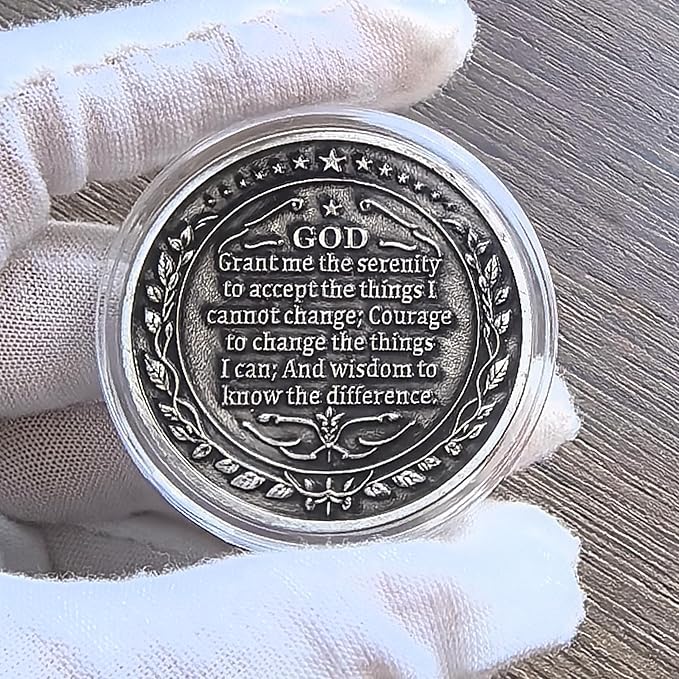 GOD
Grant me the serenity
to accept the things I
cannot change; Courage
to change the things
I can; And wisdom to
know the difference.